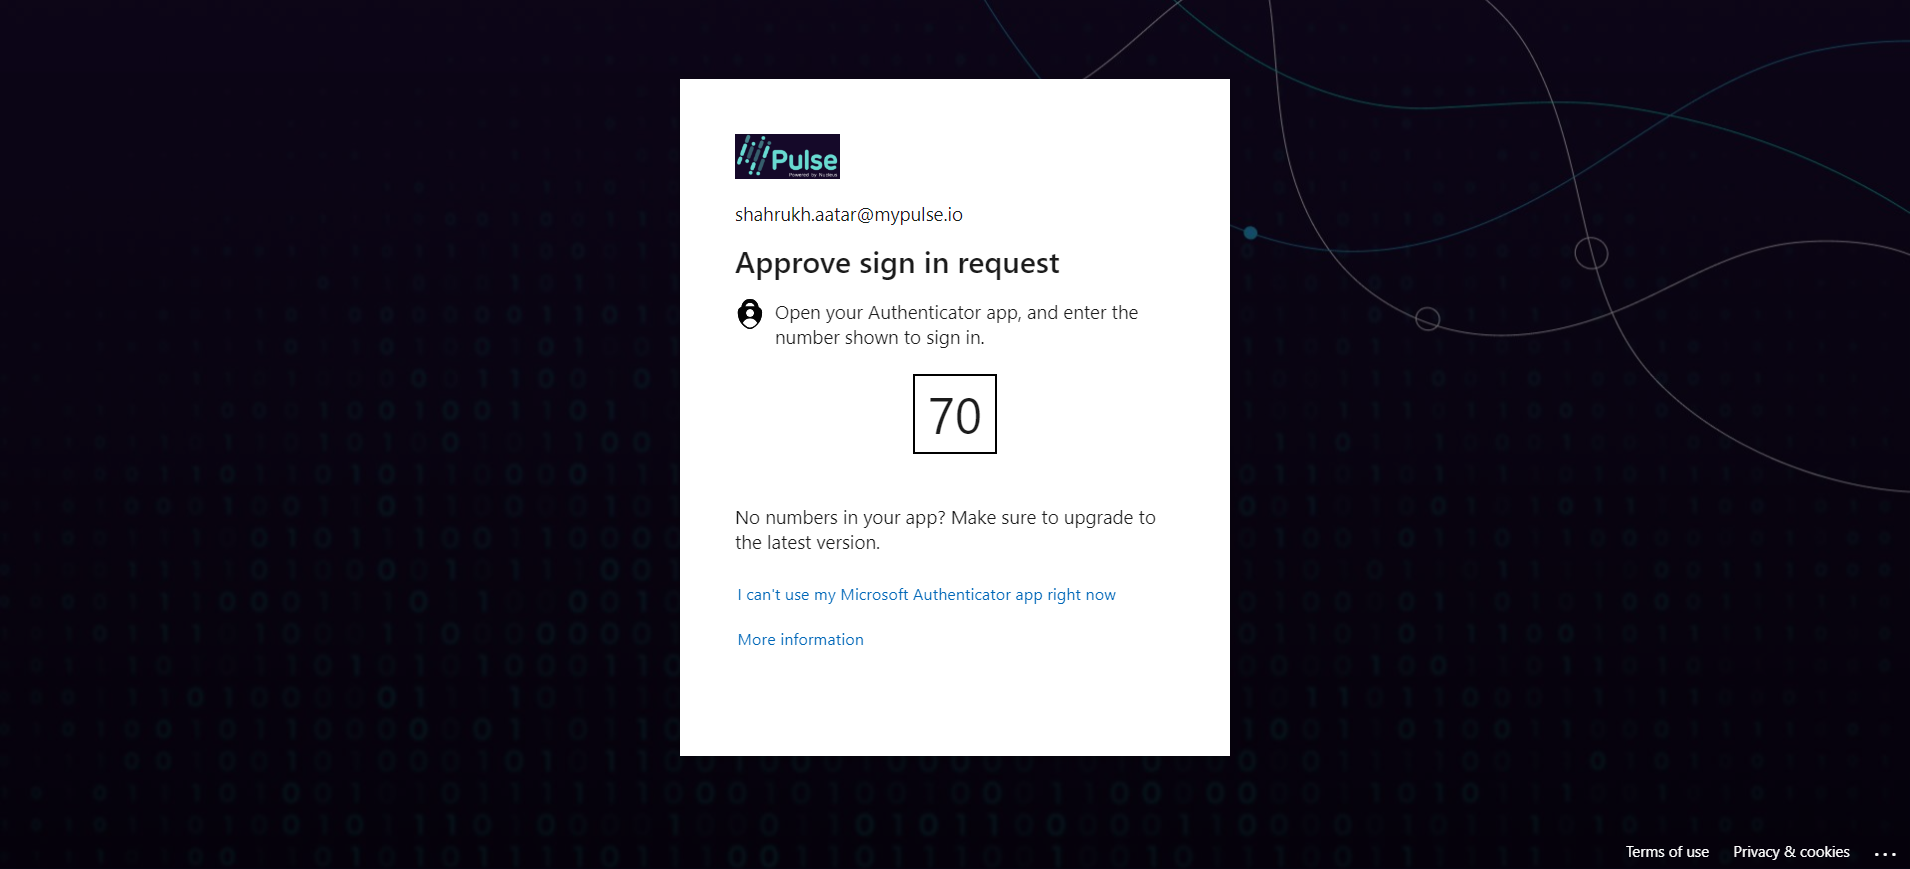 Pulse
Powered by Nucleus
shahrukh.aatar@mypulse.io
Approve sign in request
Open your Authenticator app, and enter the
number shown to sign in.
70
No numbers in your app? Make sure to upgrade to
the latest version.
I can't use my Microsoft Authenticator app right now
More information
Terms of use Privacy & cookies ...